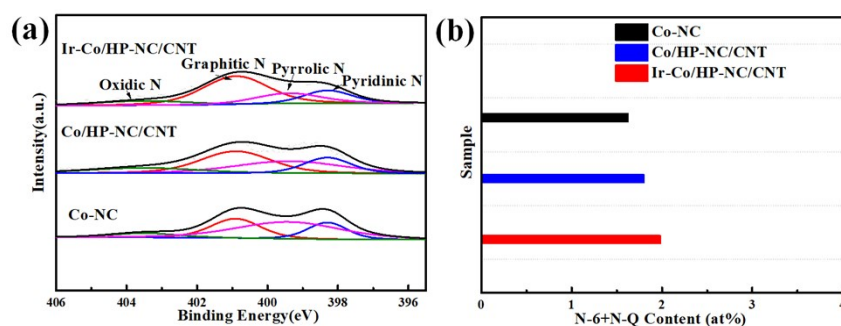 (a)
Ir-Co/HP-NC/CNT
Graphitic N
Pyrrolic N
Oxidic N
Pyridinic N
Co/HP-NC/CNT
Co-NC
Intensity(a.u.)
406 404 402 400 398 396
Binding Energy(eV)
(b)
Co-NC
Co/HP-NC/CNT
Ir-Co/HP-NC/CNT
Sample
0 1 2 3 4
N-6+N-Q Content (at%)